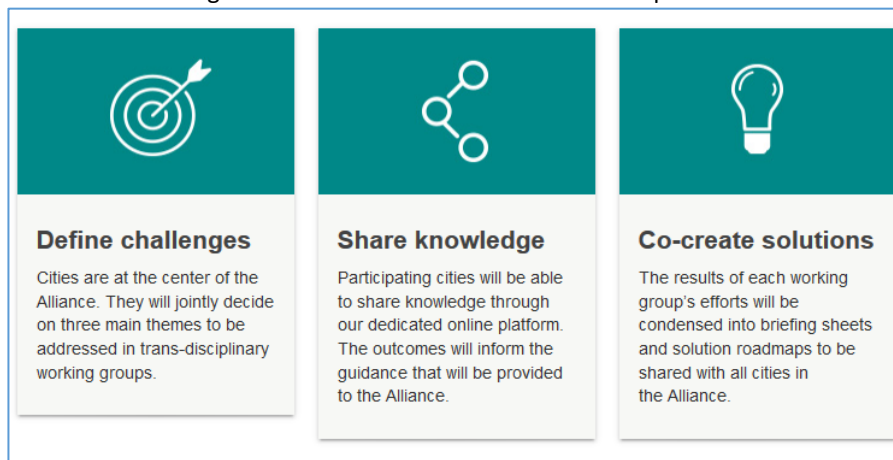 Define challenges
Cities are at the center of the
Alliance. They will jointly decide
on three main themes to be
addressed in trans-disciplinary
working groups.
Share knowledge
Participating cities will be able
to share knowledge through
our dedicated online platform.
The outcomes will inform the
guidance that will be provided
to the Alliance.
Co-create solutions
The results of each working
group's efforts will be
condensed into briefing sheets
and solution roadmaps to be
shared with all cities in
the Alliance.